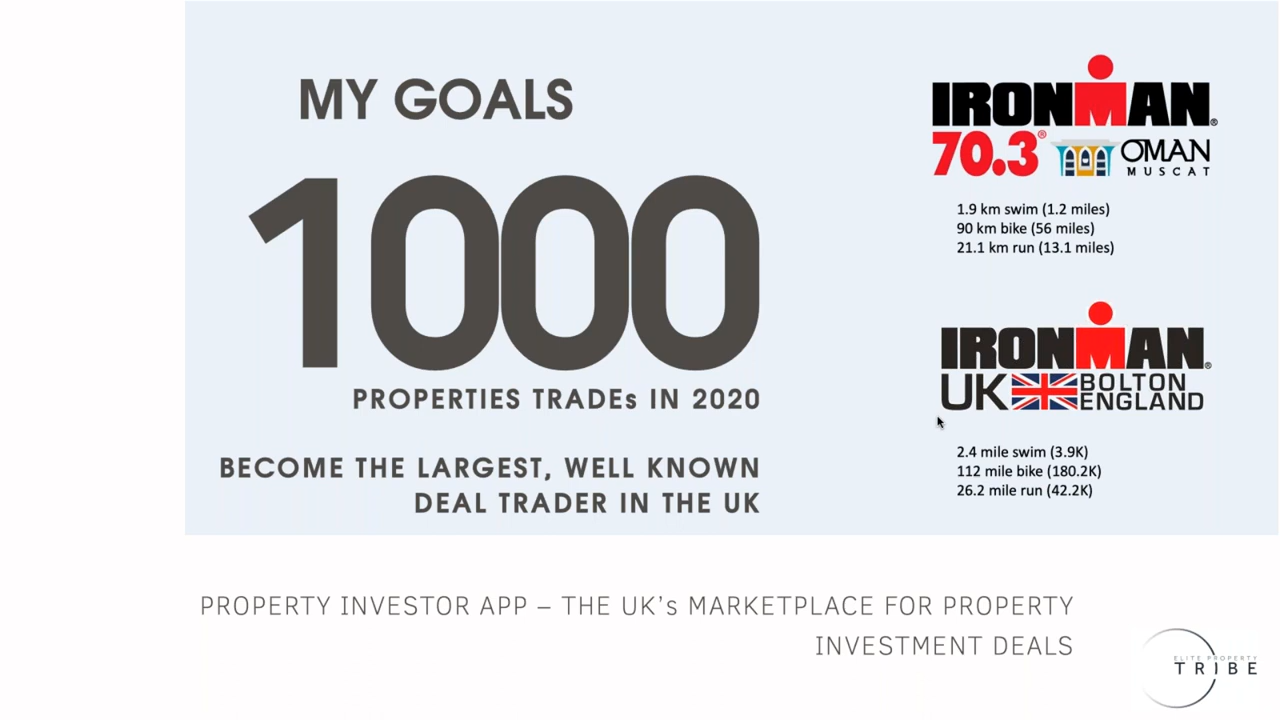 MY GOALS
1000
PROPERTIES TRADEs IN 2020
BECOME THE LARGEST, WELL KNOWN
DEAL TRADER IN THE UK
IRONMAN®
70.3® OMAN
MUSCAT
1.9 km swim (1.2 miles)
90 km bike (56 miles)
21.1 km run (13.1 miles)
IRONMAN®
UK BOLTON
ENGLAND
2.4 mile swim (3.9K)
112 mile bike (180.2K)
26.2 mile run (42.2K)
PROPERTY INVESTOR APP – THE UK's MARKETPLACE FOR PROPERTY
INVESTMENT DEALS
ELITE PROPERTY
TRIBE